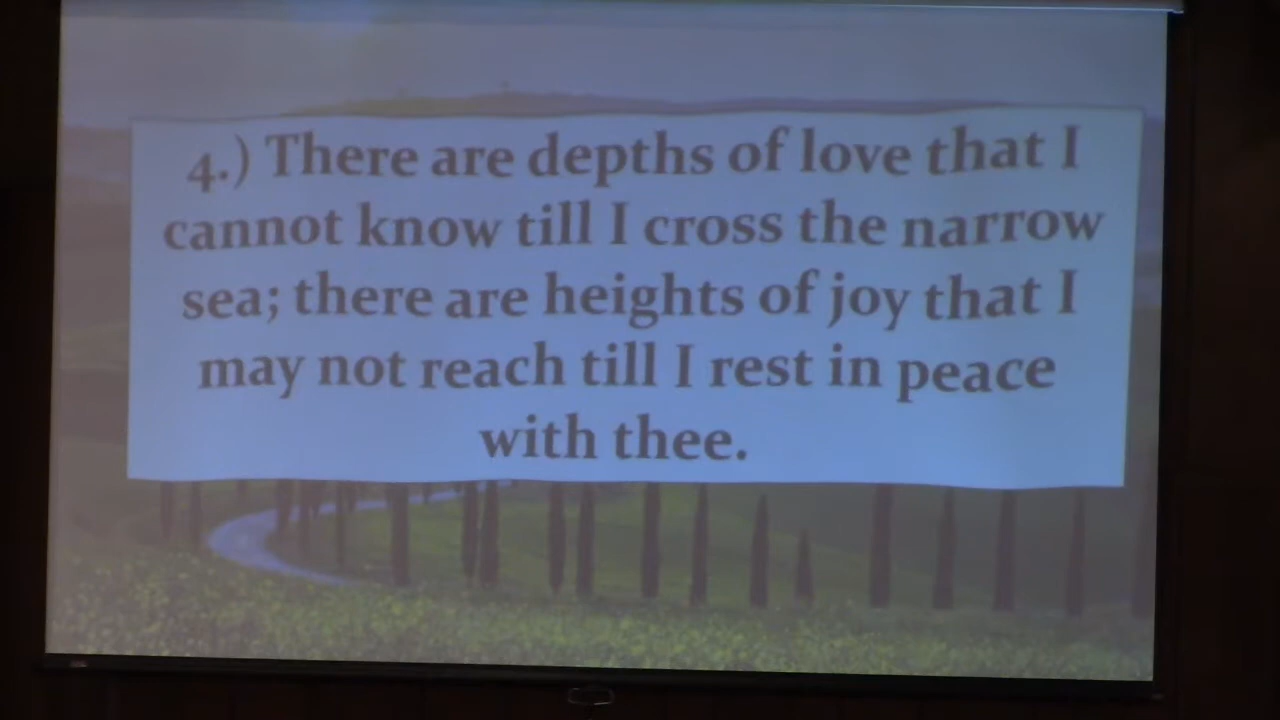 4.) There are depths of love that I
cannot know till I cross the narrow
sea; there are heights of joy that I
may not reach till I rest in peace
with thee.